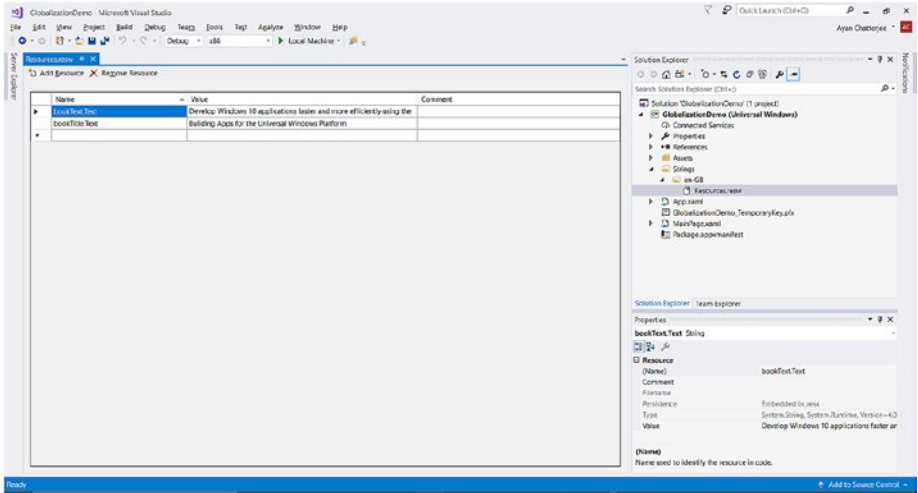 GlobalizationDemo - Microsoft Visual Studio
Quick Launch (Ctrl+Q)
File Edit View Project Build Debug Team Tools Test Analyze Window Help
Ayan Chatterjee AC
Debug x86 Local Machine
Server Explorer
Notifications
Resources.resw
Add Resource Remove Resource
Name Value Comment
bookText.Text Develop Windows 10 applications faster and more efficiently using the
bookTitle.Text Building Apps for the Universal Windows Platform
Solution Explorer
Search Solution Explorer (Ctrl+;)
Solution 'GlobalizationDemo' (1 project)
GlobalizationDemo (Universal Windows)
Connected Services
Properties
References
Assets
Strings
en-GB
Resources.resw
App.xaml
GlobalizationDemo_TemporaryKey.pfx
MainPage.xaml
Package.appxmanifest
Solution Explorer Team Explorer
Properties
bookText.Text String
Resource
(Name) bookText.Text
Comment
Filename
Persistence Embedded in .resx
Type System.String, System.Runtime, Version=4.0
Value Develop Windows 10 applications faster an
(Name)
Name used to identify the resource in code.
Ready
Add to Source Control